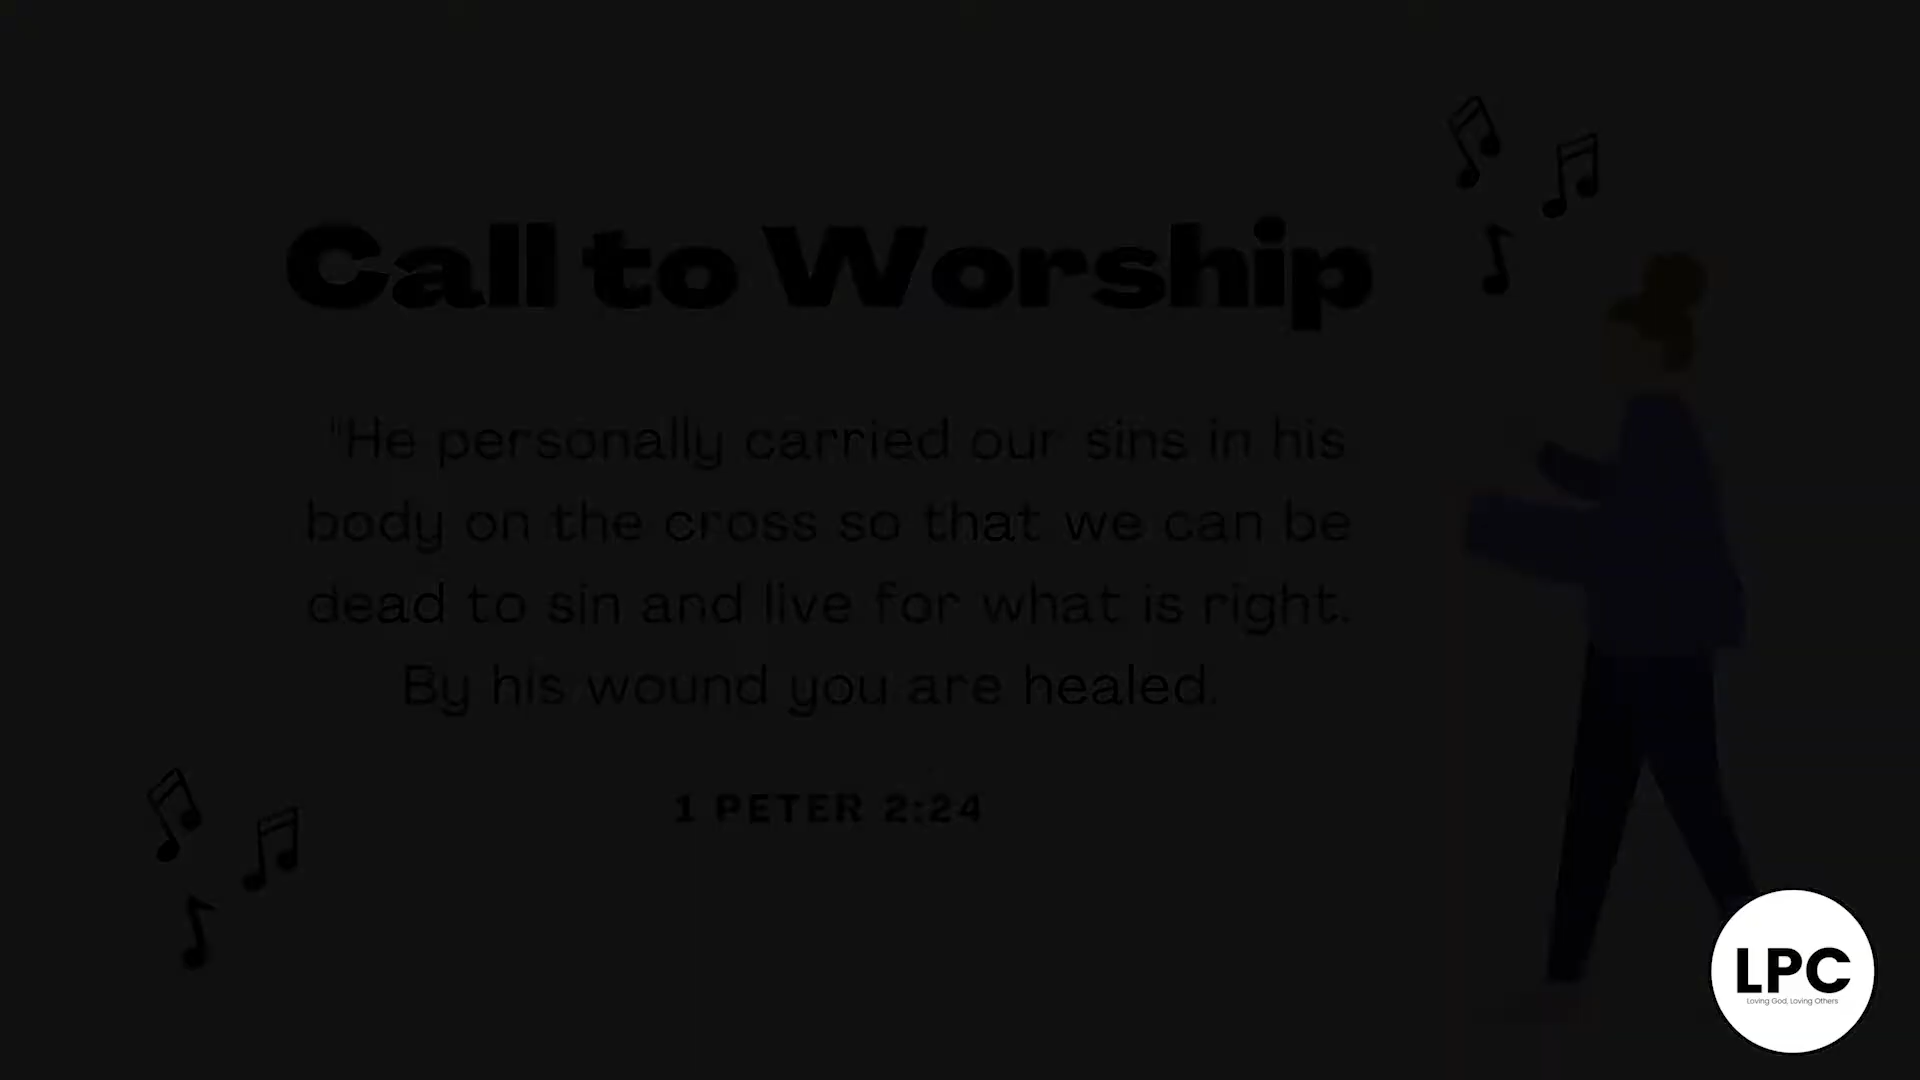 Call to Worship
"He personally carried our sins in his
body on the cross so that we can be
dead to sin and live for what is right.
By his wound you are healed.
1 PETER 2:24
LPC
Loving God, Loving Others